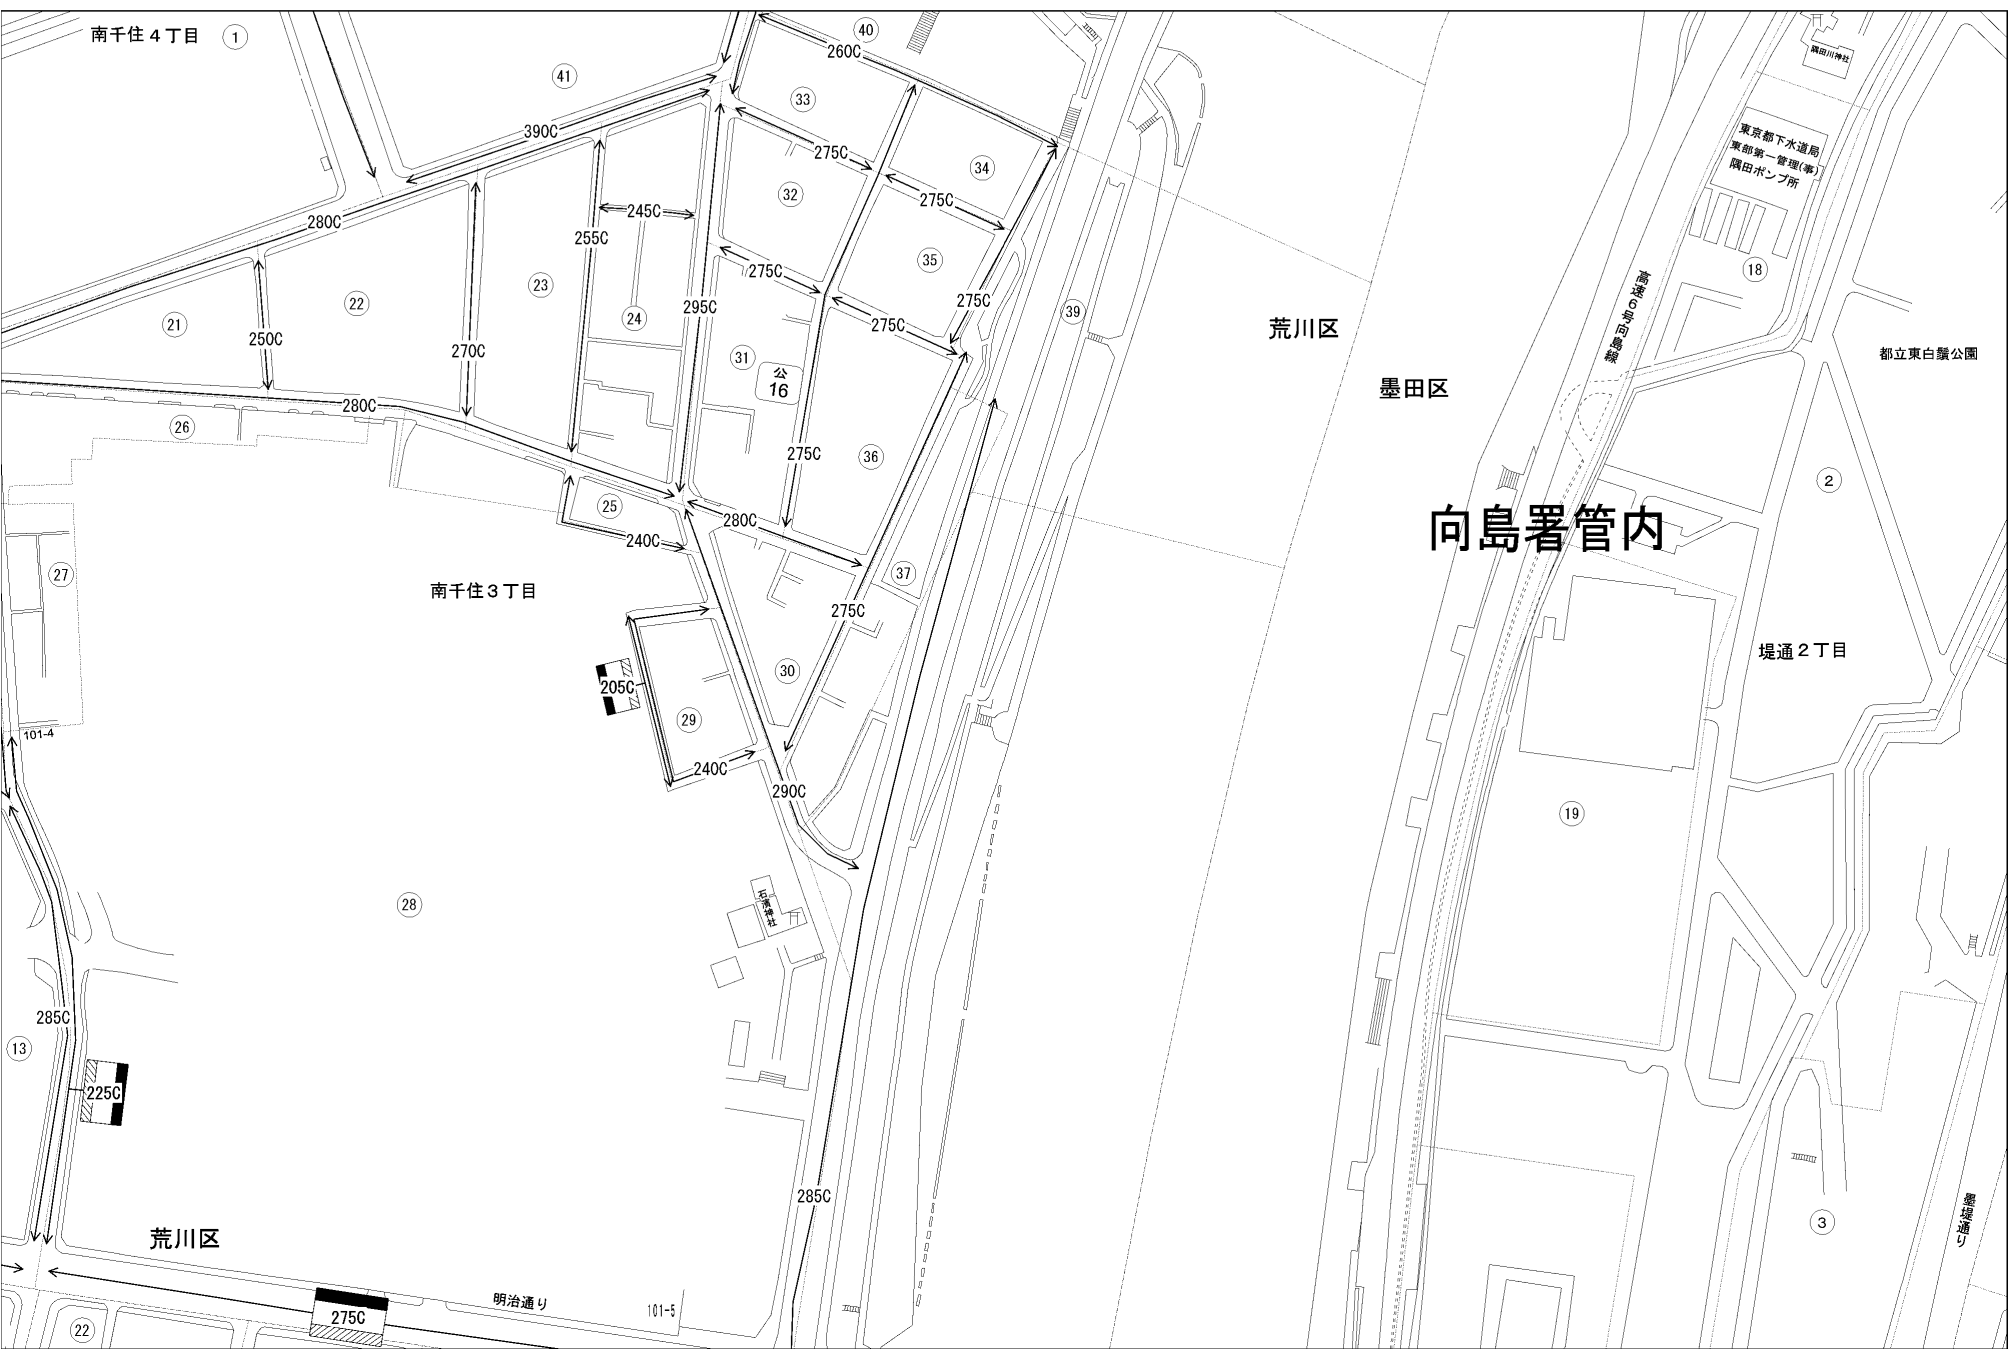 南千住４丁目
1
41
40
260C
33
隅田川神社
390C
275C
34
東京都下水道局
東部第一管理(事)
隅田ポンプ所
32
275C
245C
280C
255C
35
275C
18
23
22
275C
295C
24
39
高速６号向島線
21
250C
270C
275C
31
荒川区
都立東白鬚公園
公
16
墨田区
280C
26
275C
36
2
25
280C
240C
向島署管内
27
37
南千住３丁目
275C
堤通２丁目
30
205C
29
101-4
240C
290C
19
28
石濱神社
285C
13
225C
285C
荒川区
3
墨堤通り
明治通り
101-5
275C
22